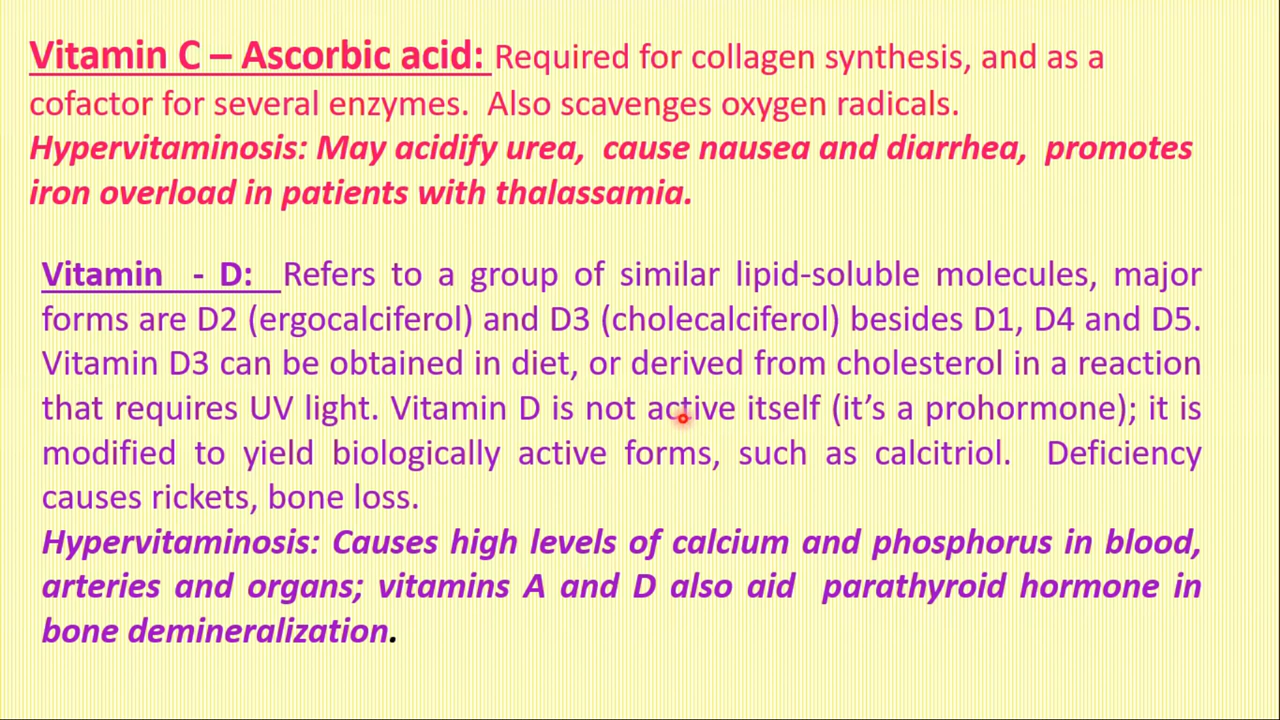 Vitamin C – Ascorbic acid: Required for collagen synthesis, and as a
cofactor for several enzymes. Also scavenges oxygen radicals.
Hypervitaminosis: May acidify urea, cause nausea and diarrhea, promotes
iron overload in patients with thalassamia.
Vitamin - D: Refers to a group of similar lipid-soluble molecules, major
forms are D2 (ergocalciferol) and D3 (cholecalciferol) besides D1, D4 and D5.
Vitamin D3 can be obtained in diet, or derived from cholesterol in a reaction
that requires UV light. Vitamin D is not active itself (it’s a prohormone); it is
modified to yield biologically active forms, such as calcitriol. Deficiency
causes rickets, bone loss.
Hypervitaminosis: Causes high levels of calcium and phosphorus in blood,
arteries and organs; vitamins A and D also aid parathyroid hormone in
bone demineralization.